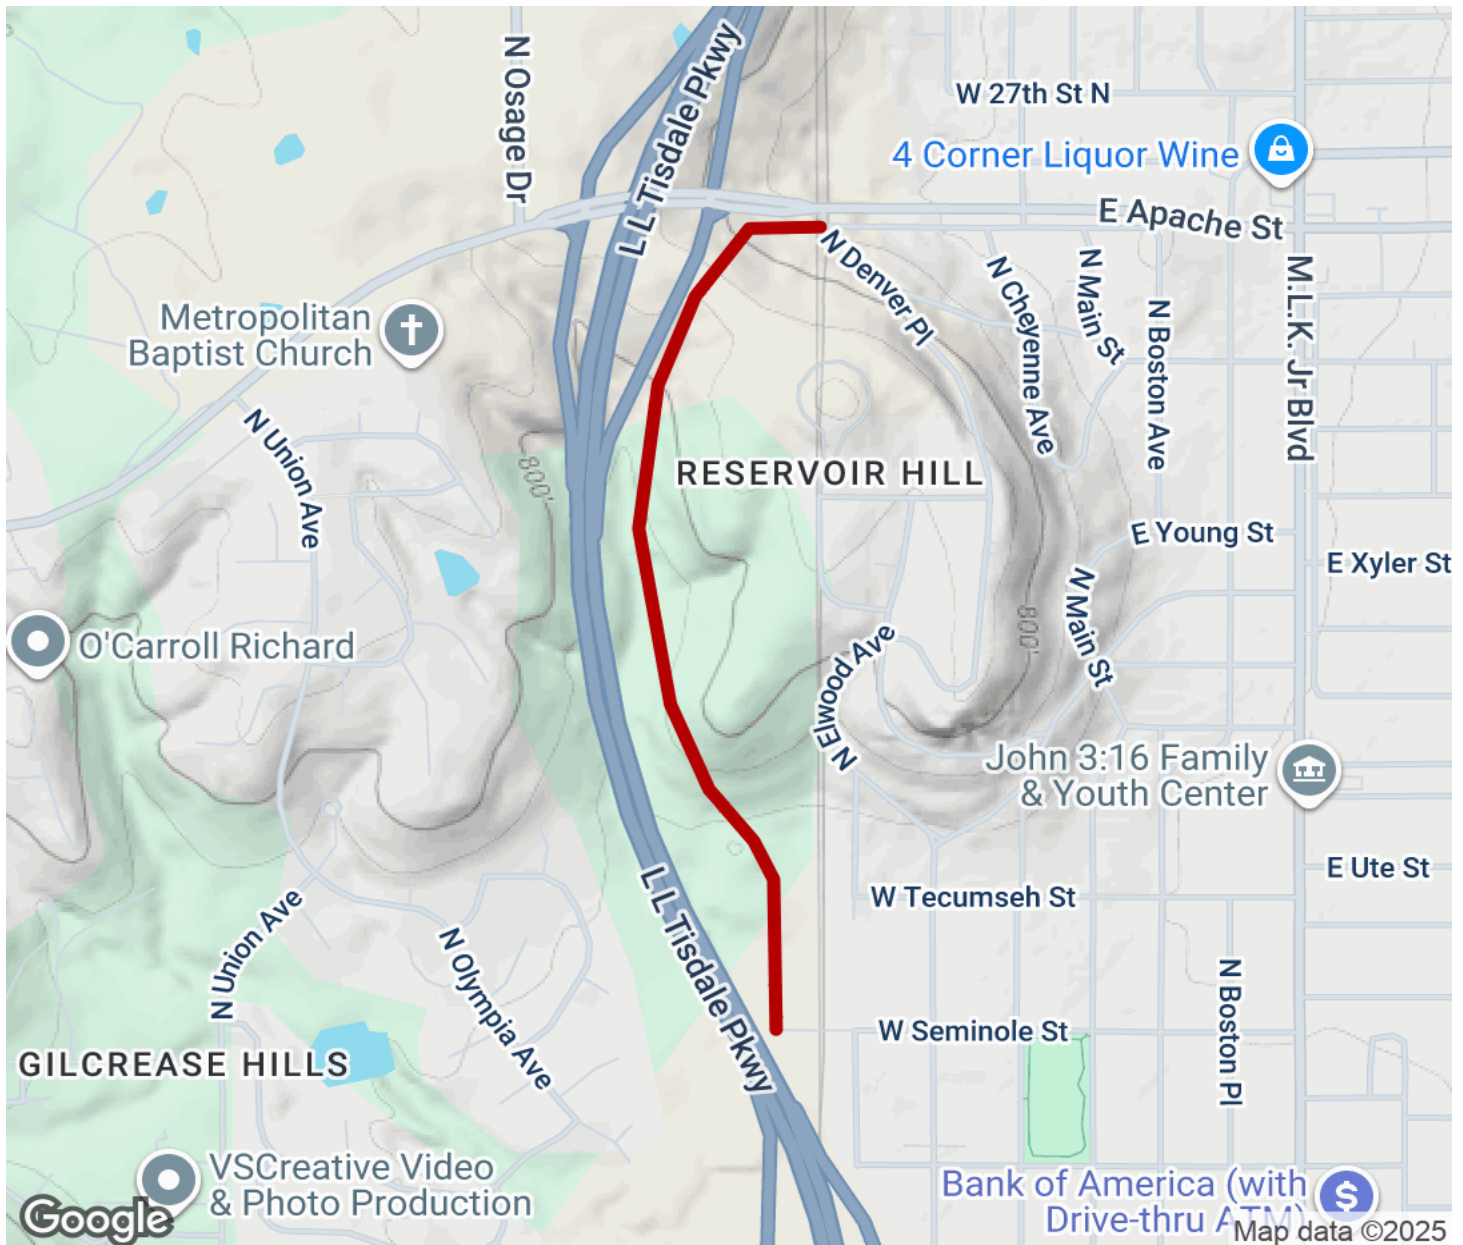 N Osage Dr
L L Tisdale Pkwy
W 27th St N
4 Corner Liquor Wine
E Apache St
N Denver Pl
N Cheyenne Ave
N Main St
N Boston Ave
M.L.K. Jr Blvd
Metropolitan
Baptist Church
N Union Ave
800'
RESERVOIR HILL
E Young St
E Xyler St
N Main St
800'
O'Carroll Richard
N Elwood Ave
John 3:16 Family
& Youth Center
E Ute St
W Tecumseh St
L L Tisdale Pkwy
N Union Ave
N Olympia Ave
N Boston Pl
W Seminole St
GILCREASE HILLS
VSCreative Video
& Photo Production
Bank of America (with
Drive-thru ATM)
Google
Map data ©2025